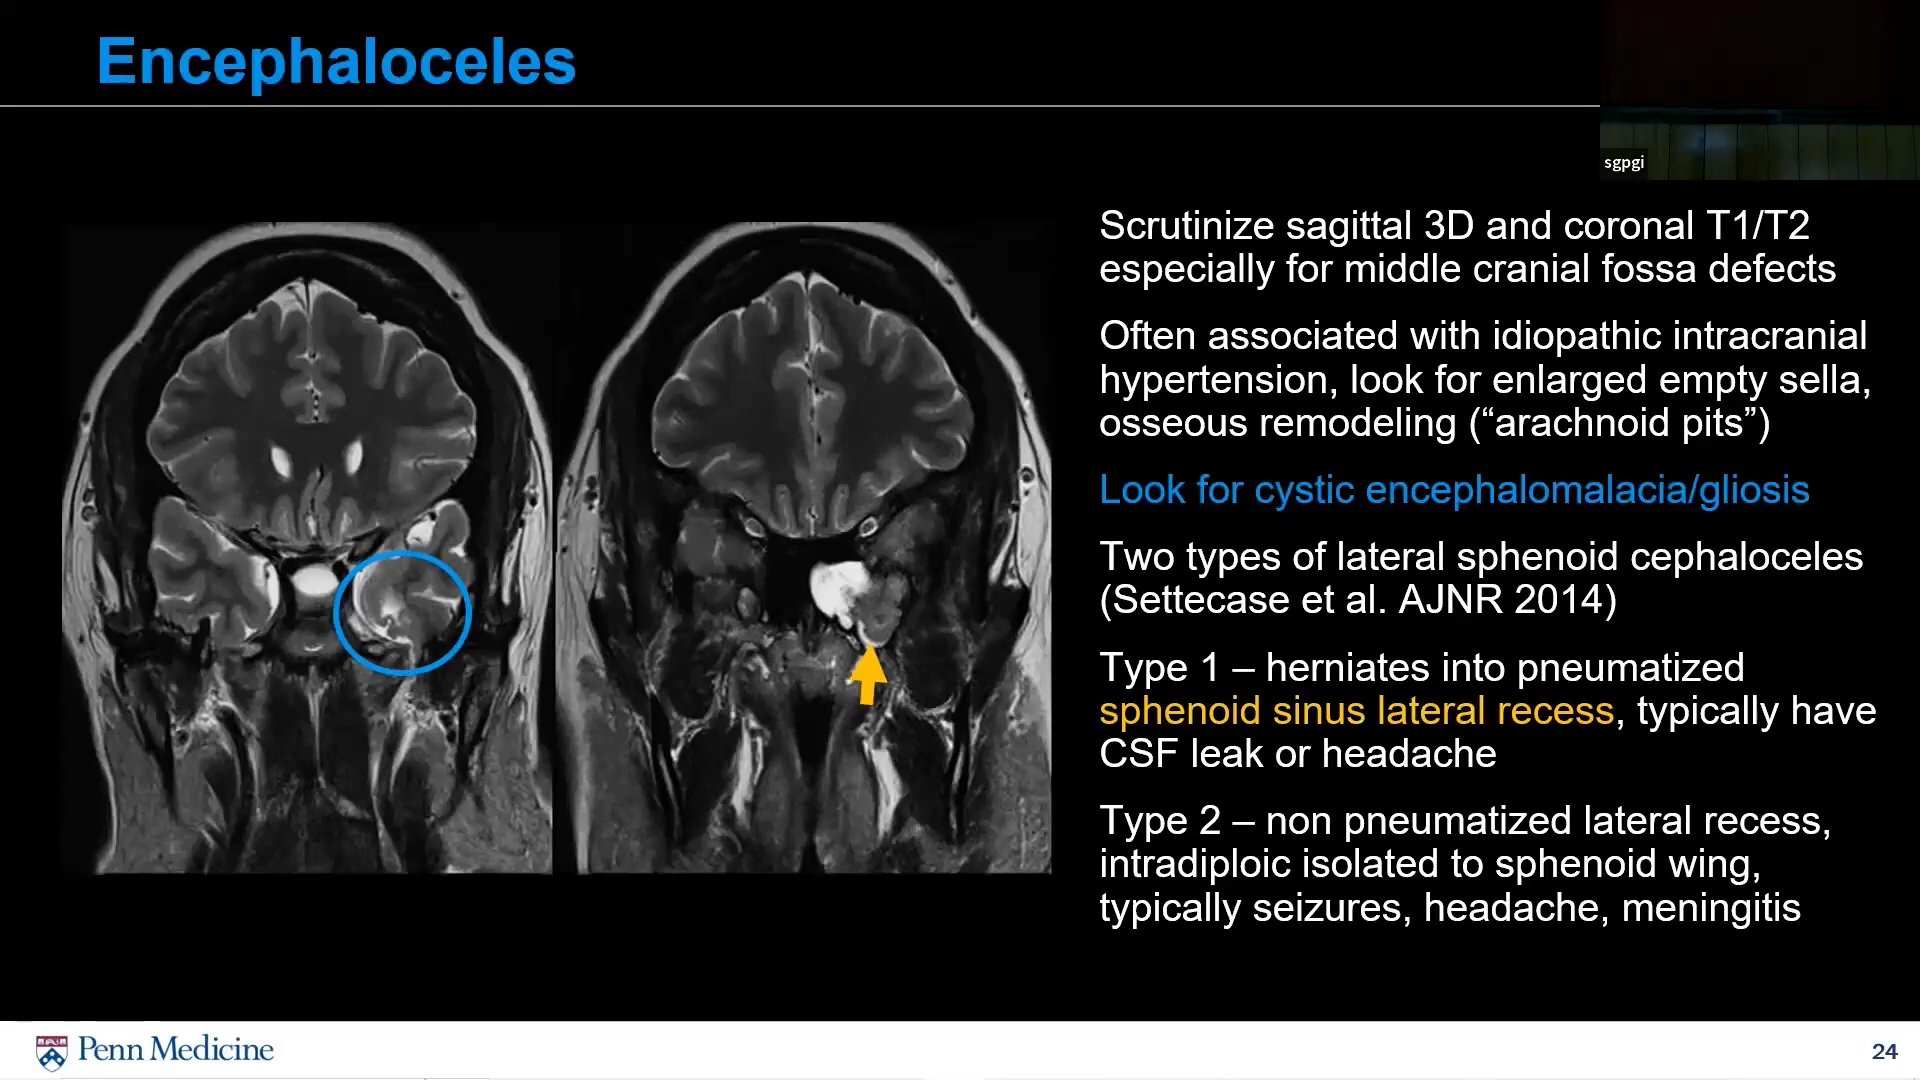 Encephaloceles
sgpgi
Scrutinize sagittal 3D and coronal T1/T2
especially for middle cranial fossa defects
Often associated with idiopathic intracranial
hypertension, look for enlarged empty sella,
osseous remodeling (“arachnoid pits”)
Look for cystic encephalomalacia/gliosis
Two types of lateral sphenoid cephaloceles
(Settecase et al. AJNR 2014)
Type 1 – herniates into pneumatized
sphenoid sinus lateral recess, typically have
CSF leak or headache
Type 2 – non pneumatized lateral recess,
intradiploic isolated to sphenoid wing,
typically seizures, headache, meningitis
Penn Medicine
24